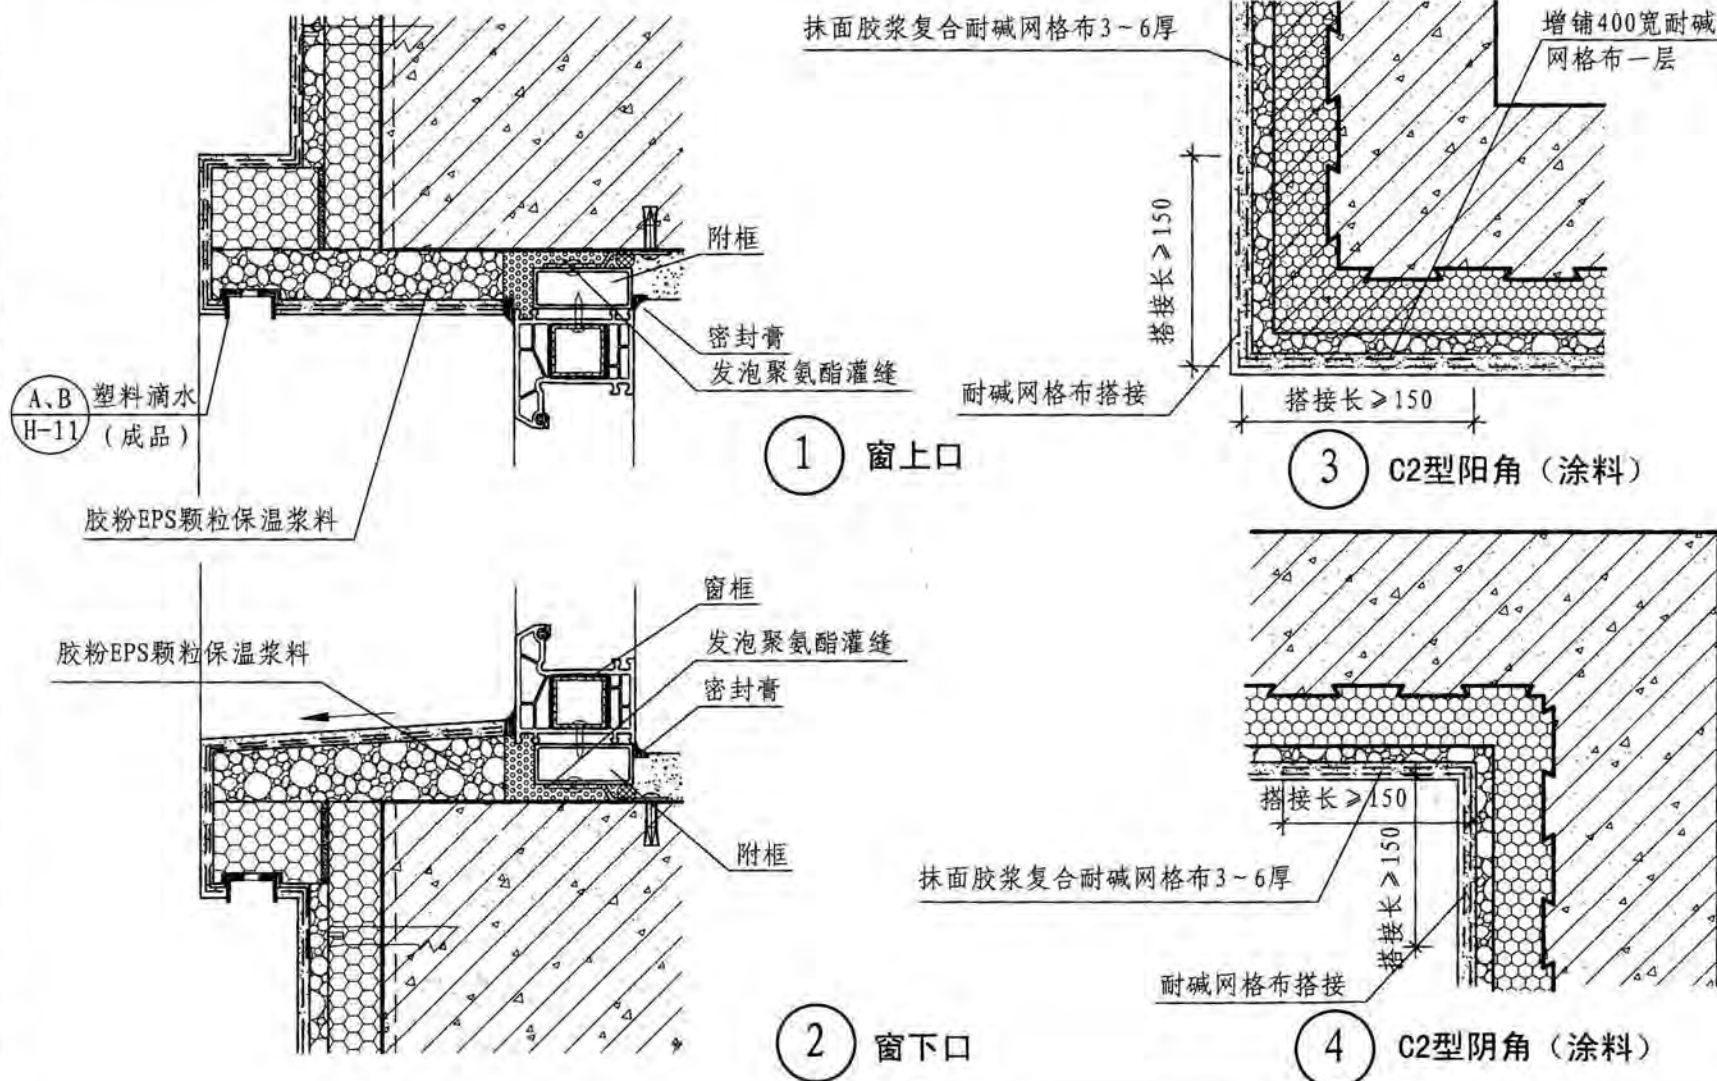 抹面胶浆复合耐碱网格布3~6厚
增铺400宽耐碱
网格布一层
附框
密封膏
发泡聚氨酯灌缝
A、B
H-11
塑料滴水
(成品)
胶粉EPS颗粒保温浆料
1 窗上口
搭接长≥150
耐碱网格布搭接
搭接长≥150
3 C2型阳角(涂料)
窗框
胶粉EPS颗粒保温浆料
发泡聚氨酯灌缝
密封膏
附框
2 窗下口
搭接长≥150
搭接长≥150
抹面胶浆复合耐碱网格布3~6厚
耐碱网格布搭接
4 C2型阴角(涂料)